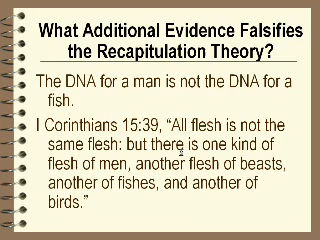 What Additional Evidence Falsifies
the Recapitulation Theory?
The DNA for a man is not the DNA for a
fish.
I Corinthians 15:39, “All flesh is not the
same flesh: but there is one kind of
flesh of men, another flesh of beasts,
another of fishes, and another of
birds.”